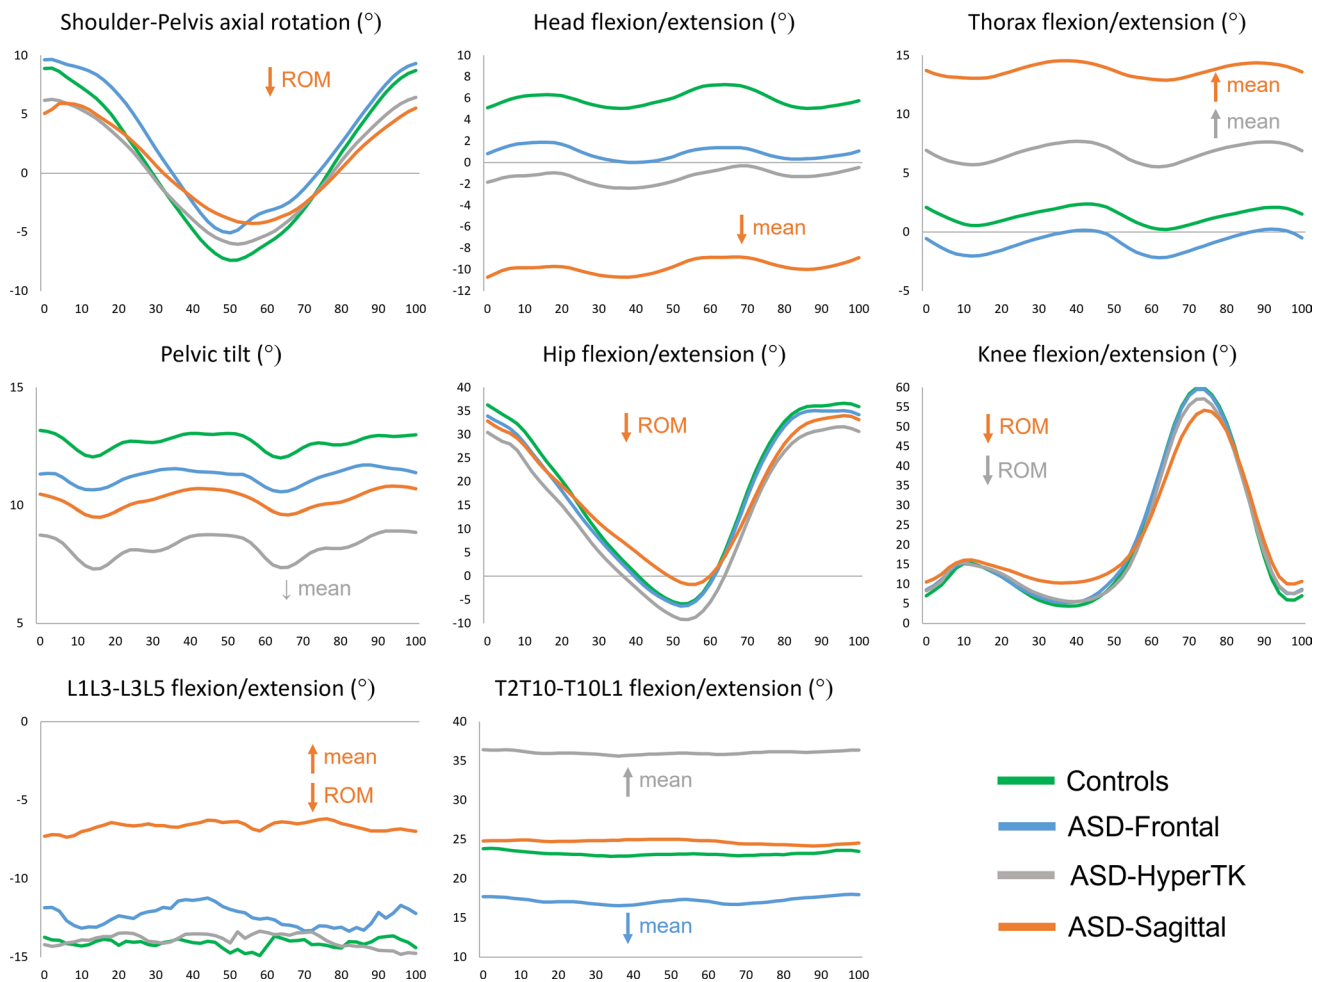 Shoulder-Pelvis axial rotation (°)
10
5
0
-5
-10
0 10 20 30 40 50 60 70 80 90 100
↓ ROM
Head flexion/extension (°)
10
8
6
4
2
0
-2
-4
-6
-8
-10
-12
0 10 20 30 40 50 60 70 80 90 100
↓ mean
Thorax flexion/extension (°)
15
10
5
0
-5
0 10 20 30 40 50 60 70 80 90 100
↑ mean
↑ mean
Pelvic tilt (°)
15
10
5
0 10 20 30 40 50 60 70 80 90 100
↓ mean
Hip flexion/extension (°)
40
35
30
25
20
15
10
5
0
-5
-10
0 10 20 30 40 50 60 70 80 90 100
↓ ROM
Knee flexion/extension (°)
60
55
50
45
40
35
30
25
20
15
10
5
0
0 10 20 30 40 50 60 70 80 90 100
↓ ROM
↓ ROM
L1L3-L3L5 flexion/extension (°)
0
-5
-10
-15
0 10 20 30 40 50 60 70 80 90 100
↑ mean
↓ ROM
T2T10-T10L1 flexion/extension (°)
40
35
30
25
20
15
10
0 10 20 30 40 50 60 70 80 90 100
↑ mean
↓ mean
Controls
ASD-Frontal
ASD-HyperTK
ASD-Sagittal